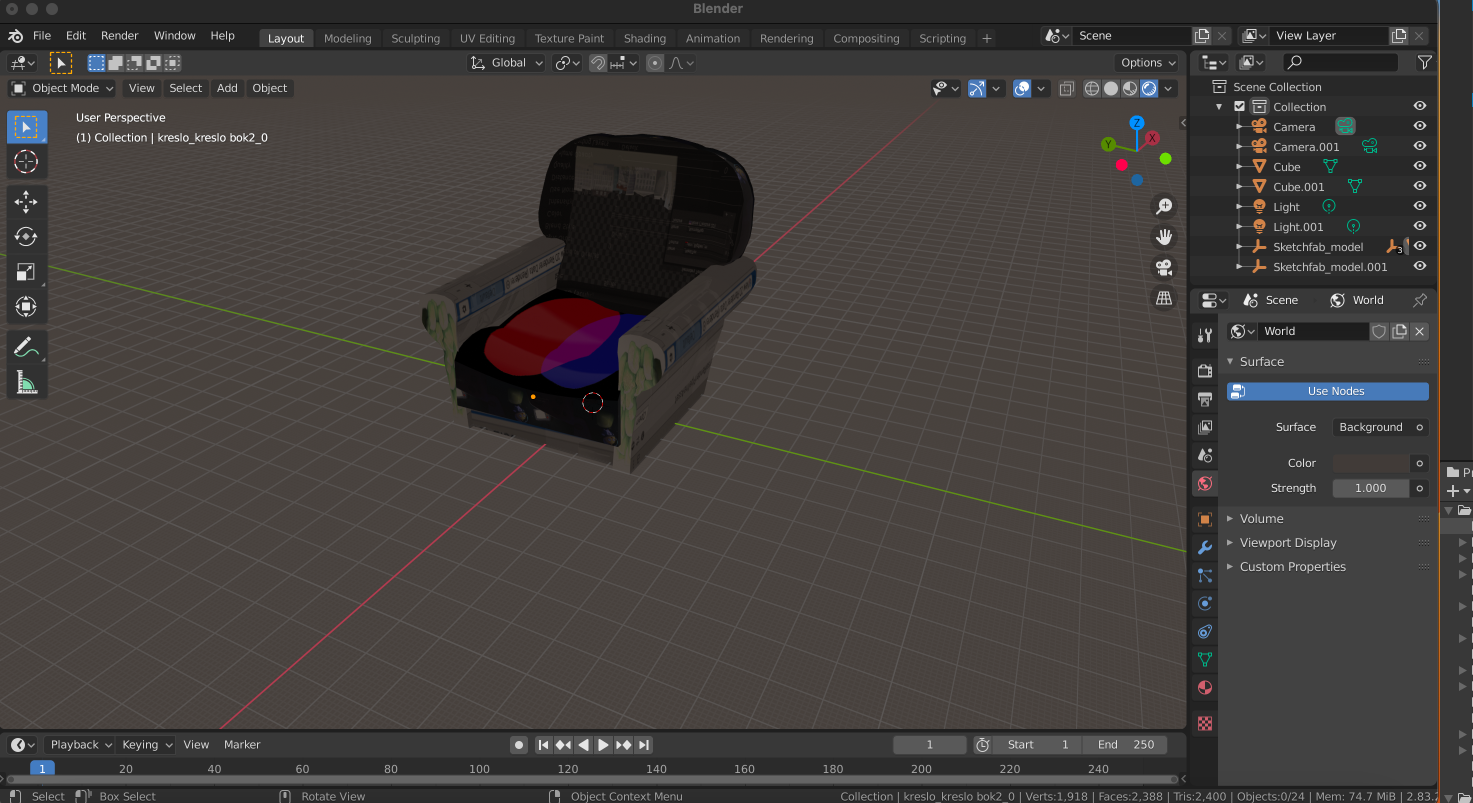 Blender
File Edit Render Window Help Layout Modeling Sculpting UV Editing Texture Paint Shading Animation Rendering Compositing Scripting + Scene View Layer
Global Options
Object Mode View Select Add Object
User Perspective
(1) Collection | kreslo_kreslo bok2_0
Z
X
Y
Scene Collection
Collection
Camera
Camera.001
Cube
Cube.001
Light
Light.001
Sketchfab_model 3
Sketchfab_model.001
Scene World
World
Surface
Use Nodes
Surface Background
Color
Strength 1.000
Volume
Viewport Display
Custom Properties
Playback Keying View Marker 1 Start 1 End 250
1 20 40 60 80 100 120 140 160 180 200 220 240
Select Box Select Rotate View Object Context Menu Collection | kreslo_kreslo bok2_0 | Verts:1,918 | Faces:2,388 | Tris:2,400 | Objects:0/24 | Mem: 74.7 MiB | 2.83.